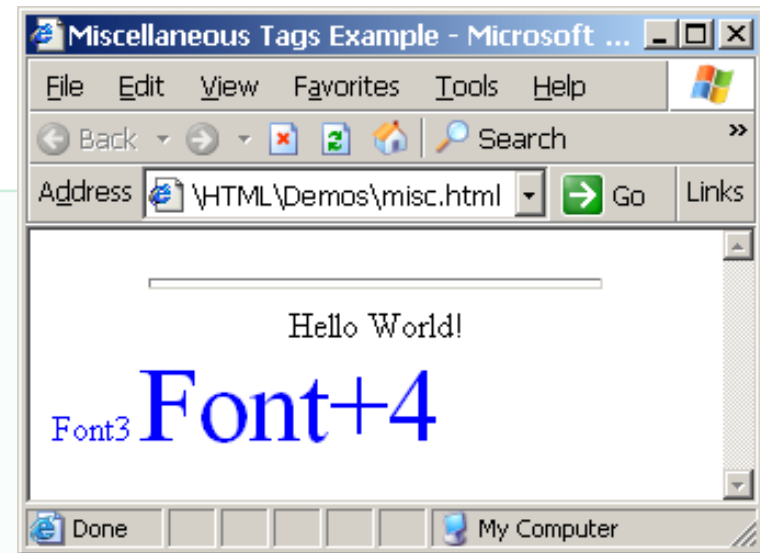 Miscellaneous Tags Example - Microsoft ...
File Edit View Favorites Tools Help
Back Search »
Address \HTML\Demos\misc.html Go Links
Hello World!
Font3 Font+4
Done My Computer